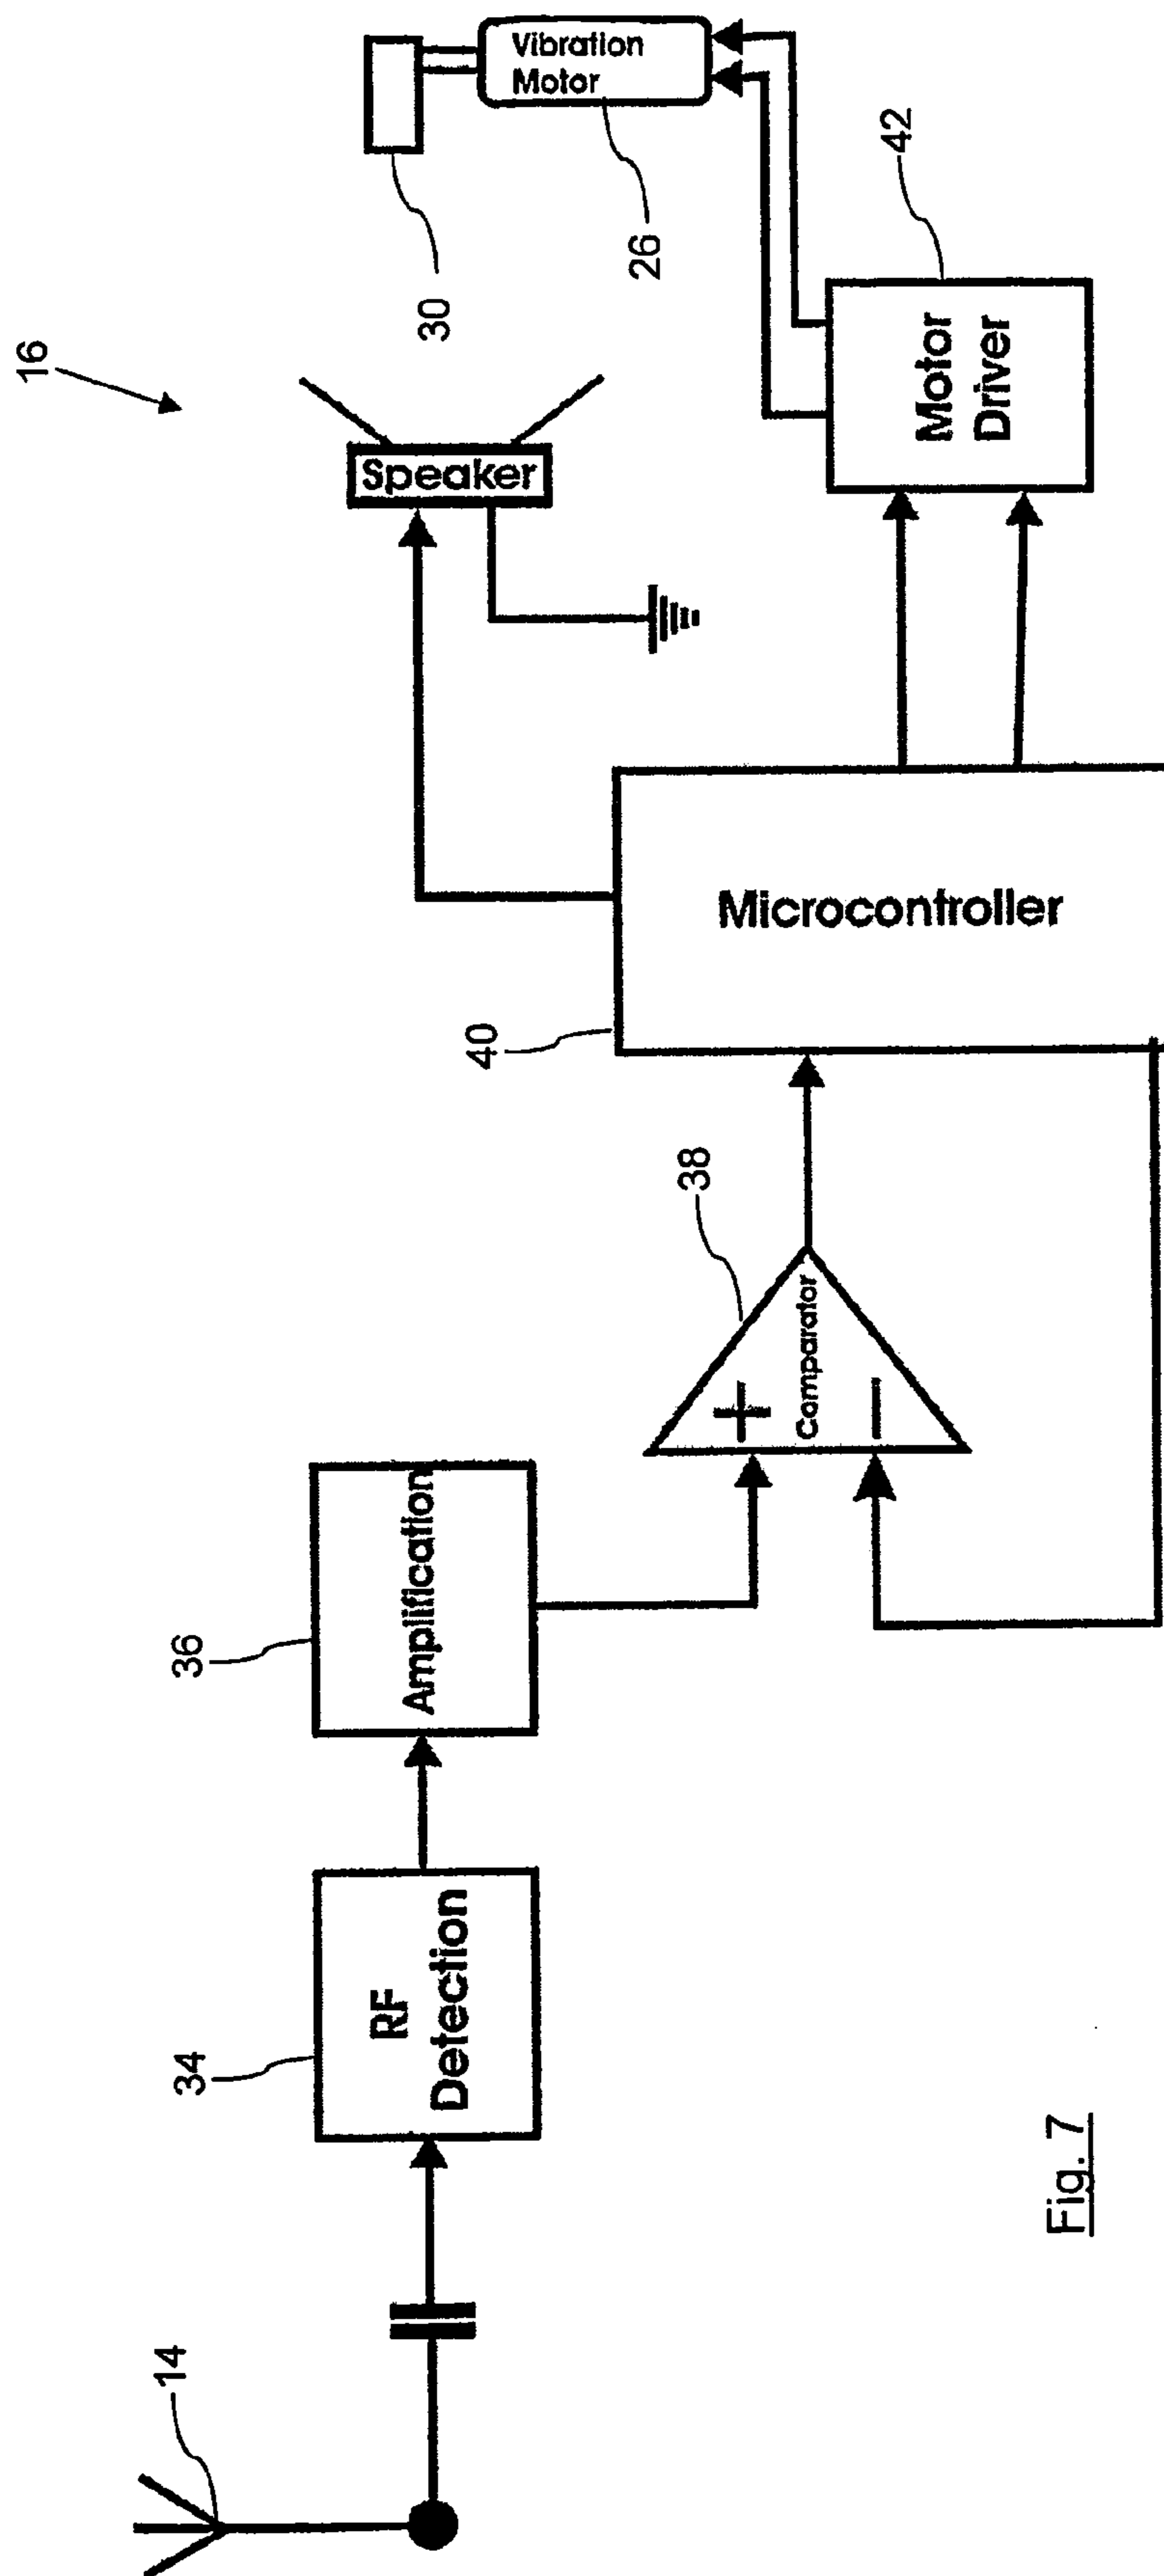 14
34
RF
Detection
36
Amplification
38
+
Comparator
−
40
Microcontroller
16
Speaker
30
Vibration
Motor
26
42
Motor
Driver
Fig. 7